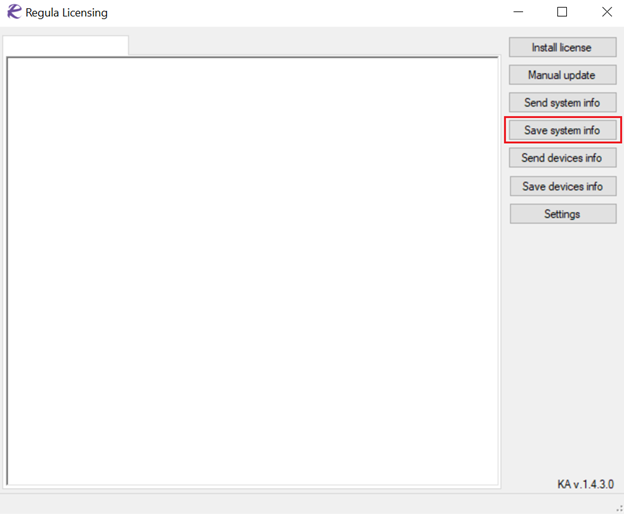 Regula Licensing
Install license
Manual update
Send system info
Save system info
Send devices info
Save devices info
Settings
KA v.1.4.3.0